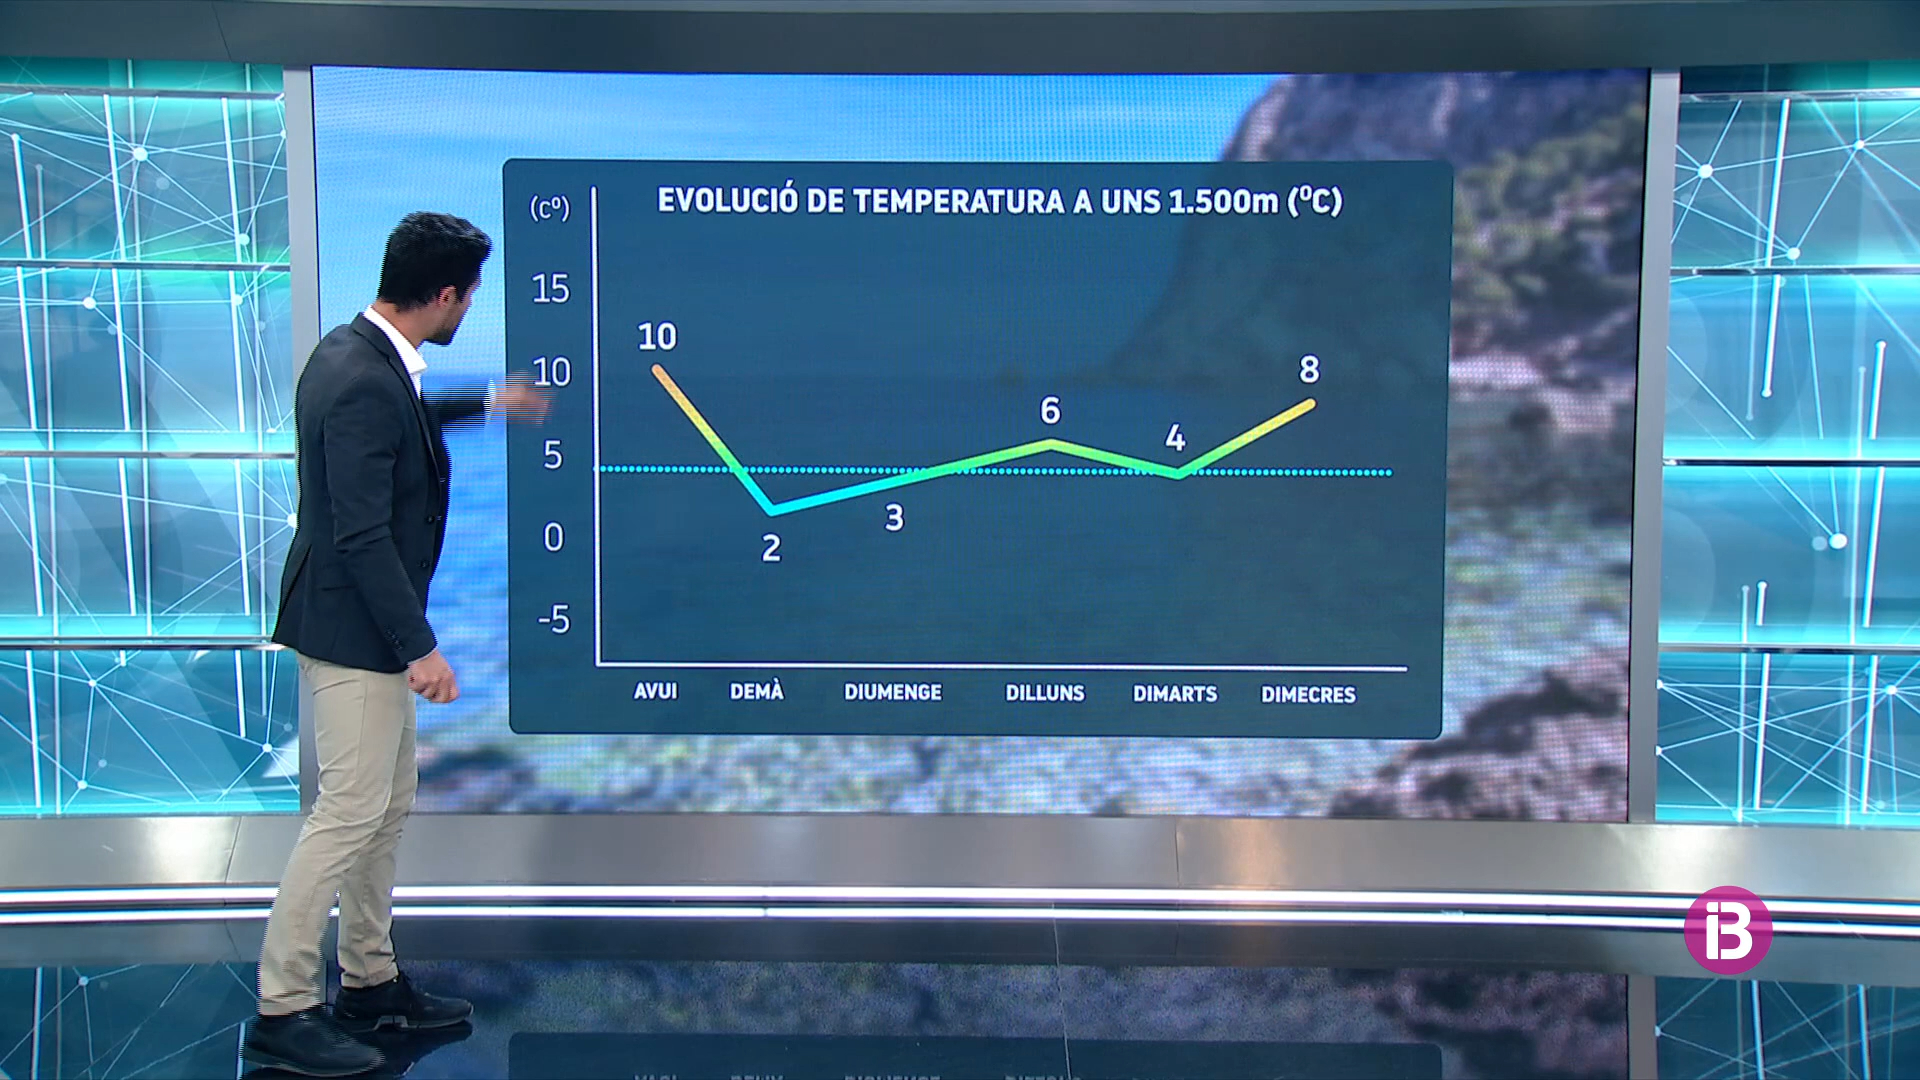 EVOLUCIÓ DE TEMPERATURA A UNS 1.500m (ºC)
(Cº)
15
10
5
0
-5
10
2
3
6
4
8
AVUI DEMÀ DIUMENGE DILLUNS DIMARTS DIMECRES
iB3